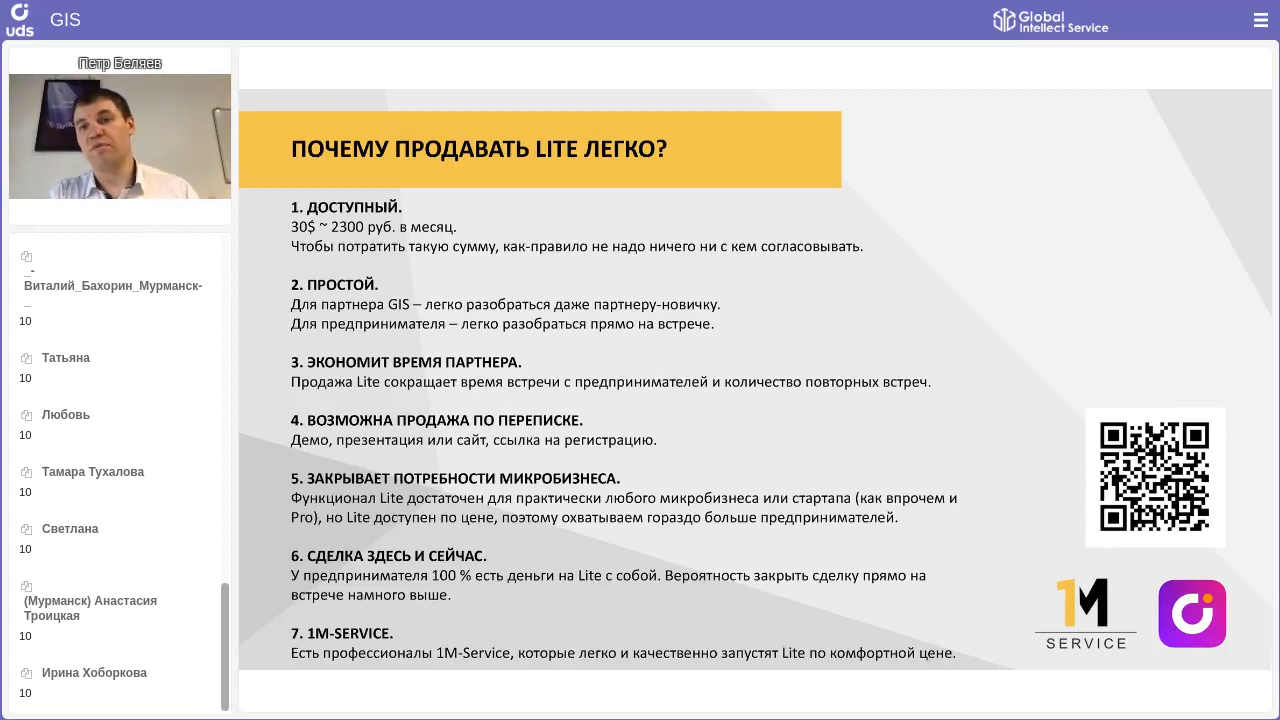 uds
GIS
Global
Intellect Service
Петр Беляев
_-
Виталий_Бахорин_Мурманск-
_
10
Татьяна
10
Любовь
10
Тамара Тухалова
10
Светлана
10
(Мурманск) Анастасия
Троицкая
10
Ирина Хоборкова
10
ПОЧЕМУ ПРОДАВАТЬ LITE ЛЕГКО?
1. ДОСТУПНЫЙ.
30$ ~ 2300 руб. в месяц.
Чтобы потратить такую сумму, как-правило не надо ничего ни с кем согласовывать.
2. ПРОСТОЙ.
Для партнера GIS – легко разобраться даже партнеру-новичку.
Для предпринимателя – легко разобраться прямо на встрече.
3. ЭКОНОМИТ ВРЕМЯ ПАРТНЕРА.
Продажа Lite сокращает время встречи с предпринимателей и количество повторных встреч.
4. ВОЗМОЖНА ПРОДАЖА ПО ПЕРЕПИСКЕ.
Демо, презентация или сайт, ссылка на регистрацию.
5. ЗАКРЫВАЕТ ПОТРЕБНОСТИ МИКРОБИЗНЕСА.
Функционал Lite достаточен для практически любого микробизнеса или стартапа (как впрочем и
Pro), но Lite доступен по цене, поэтому охватываем гораздо больше предпринимателей.
6. СДЕЛКА ЗДЕСЬ И СЕЙЧАС.
У предпринимателя 100 % есть деньги на Lite с собой. Вероятность закрыть сделку прямо на
встрече намного выше.
7. 1M-SERVICE.
Есть профессионалы 1M-Service, которые легко и качественно запустят Lite по комфортной цене.
1M
SERVICE